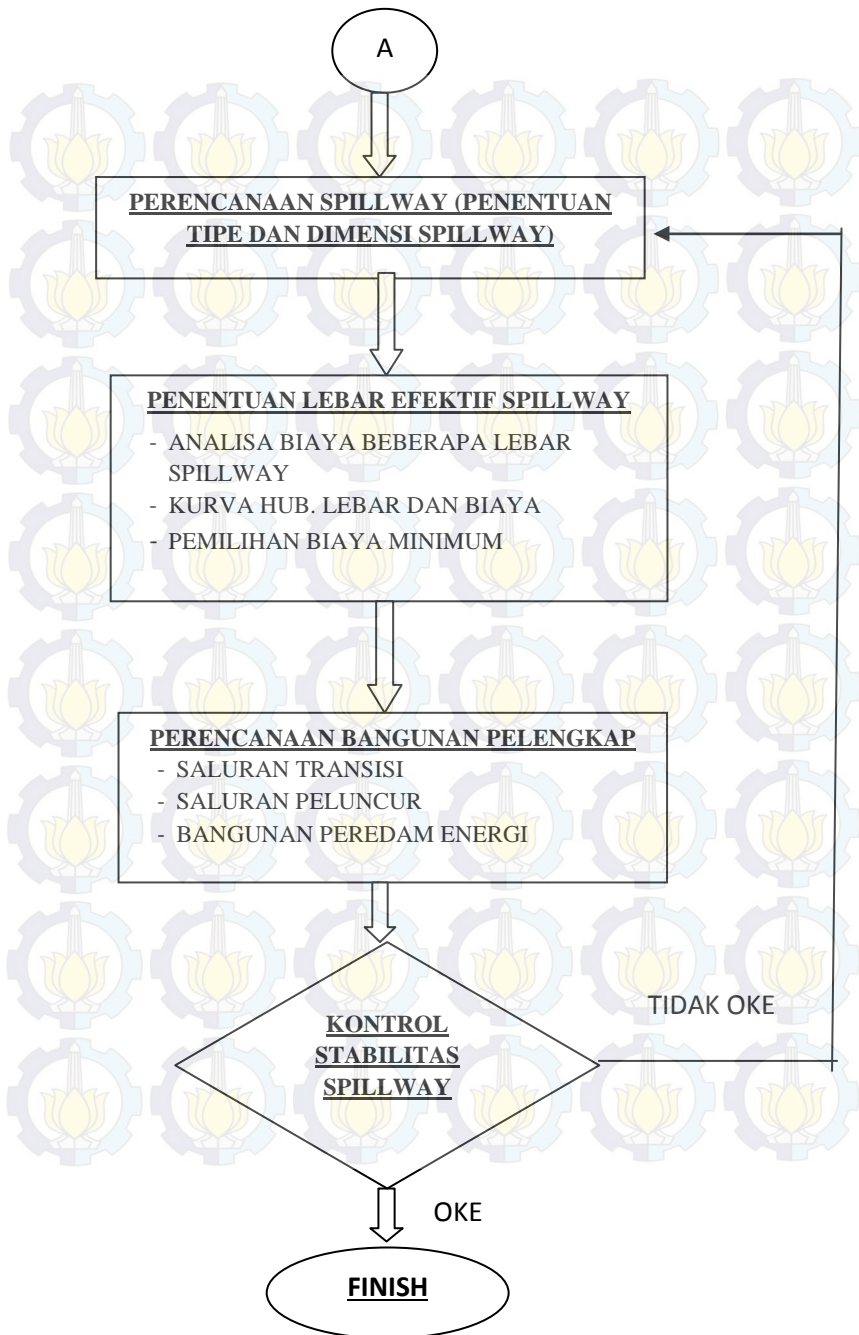 A
PERENCANAAN SPILLWAY (PENENTUAN
TIPE DAN DIMENSI SPILLWAY)
PENENTUAN LEBAR EFEKTIF SPILLWAY
- ANALISA BIAYA BEBERAPA LEBAR
SPILLWAY
- KURVA HUB. LEBAR DAN BIAYA
- PEMILIHAN BIAYA MINIMUM
PERENCANAAN BANGUNAN PELENGKAP
- SALURAN TRANSISI
- SALURAN PELUNCUR
- BANGUNAN PEREDAM ENERGI
TIDAK OKE
KONTROL
STABILITAS
SPILLWAY
OKE
FINISH